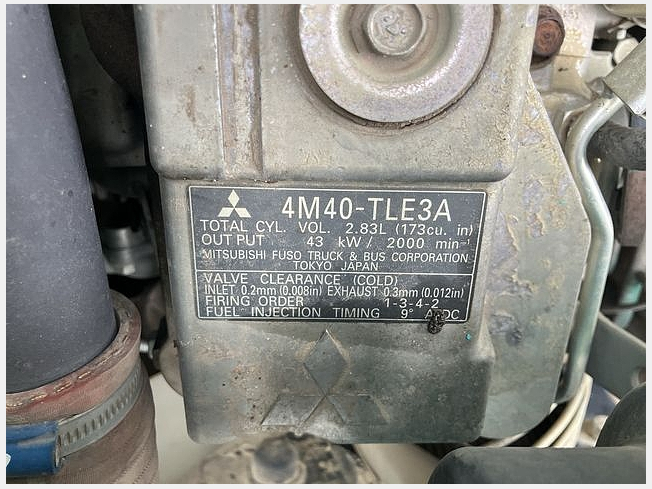 4M40-TLE3A
TOTAL CYL. VOL. 2.83L (173cu. in)
OUTPUT 43 kW/ 2000 min-¹
MITSUBISHI FUSO TRUCK & BUS CORPORATION
TOKYO JAPAN
VALVE CLEARANCE (COLD)
INLET 0.2mm (0.008in) EXHAUST 0.3mm (0.012in)
FIRING ORDER 1-3-4-2
FUEL INJECTION TIMING 9°